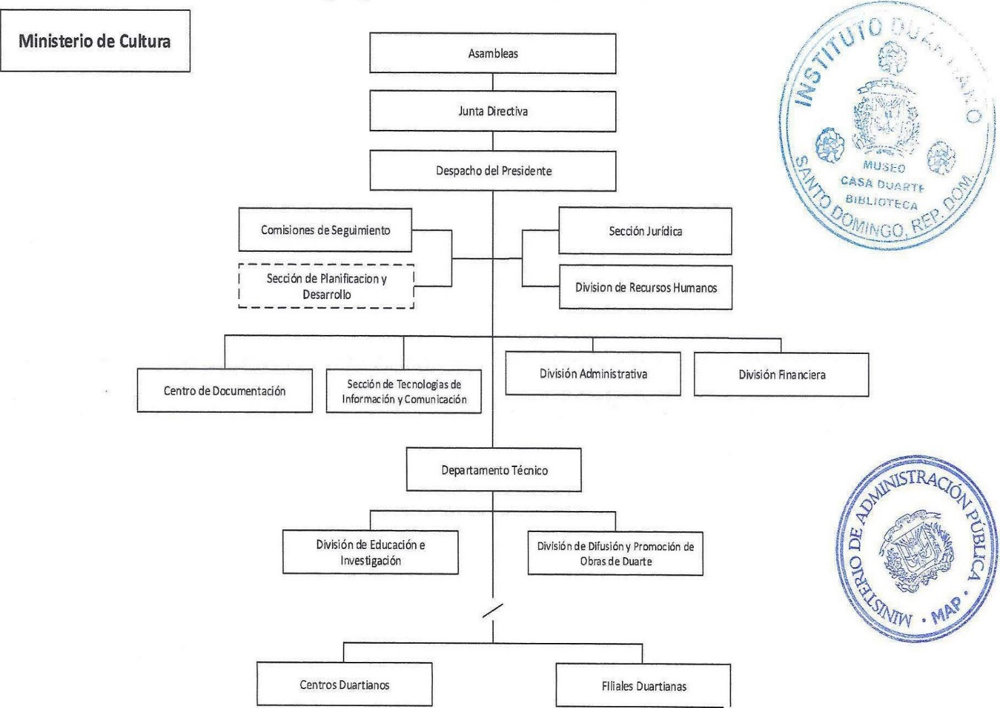 Ministerio de Cultura
Asambleas
Junta Directiva
Despacho del Presidente
Comisiones de Seguimiento
Sección Jurídica
Sección de Planificacion y
Desarrollo
Division de Recursos Humanos
Centro de Documentación
Sección de Tecnologias de
Información y Comunicación
División Administrativa
División Financiera
Departamento Técnico
División de Educación e
Investigación
División de Difusión y Promoción de
Obras de Duarte
Centros Duartianos
Filiales Duartianas
INSTITUTO DUARTIANO
MUSEO
CASA DUARTE
BIBLIOTECA
SANTO DOMINGO, REP. DOM.
MINISTERIO DE ADMINISTRACIÓN PÚBLICA
· MAP ·